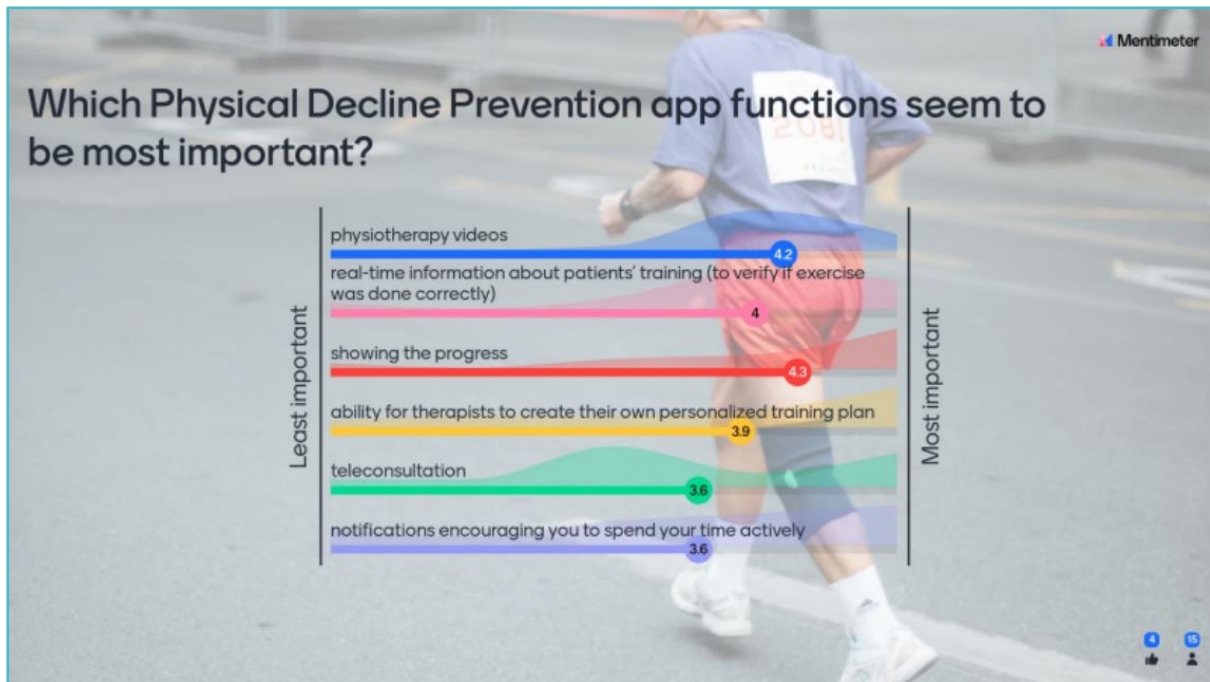 Mentimeter
Which Physical Decline Prevention app functions seem to
be most important?
Least important
physiotherapy videos
4.2
real-time information about patients' training (to verify if exercise
was done correctly)
4
showing the progress
4.3
ability for therapists to create their own personalized training plan
3.9
teleconsultation
3.6
notifications encouraging you to spend your time actively
3.6
Most important
4
15